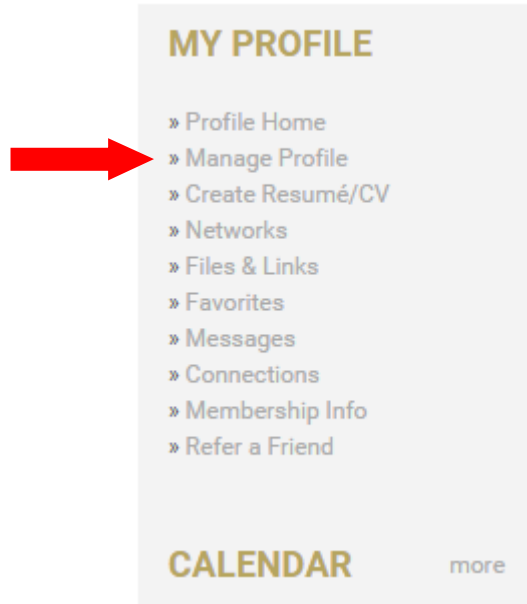 MY PROFILE
» Profile Home
» Manage Profile
» Create Resumé/CV
» Networks
» Files & Links
» Favorites
» Messages
» Connections
» Membership Info
» Refer a Friend
CALENDAR more